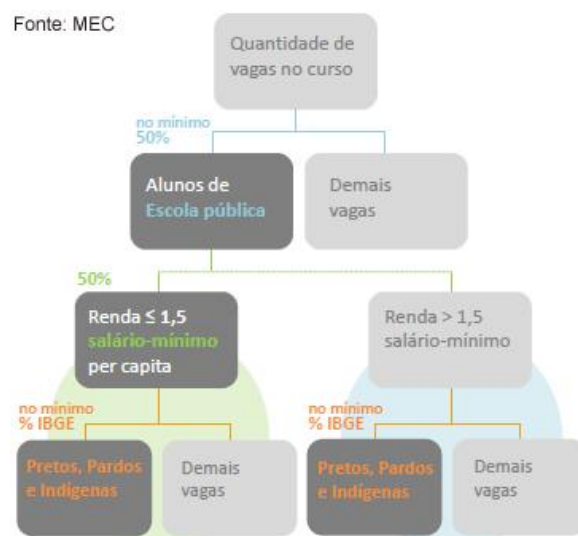 Fonte: MEC
Quantidade de
vagas no curso
no mínimo
50%
Alunos de
Escola pública
Demais
vagas
50%
Renda ≤ 1,5
salário-mínimo
per capita
Renda > 1,5
salário-mínimo
no mínimo
% IBGE
Pretos, Pardos
e Indígenas
Demais
vagas
no mínimo
% IBGE
Pretos, Pardos
e Indígenas
Demais
vagas